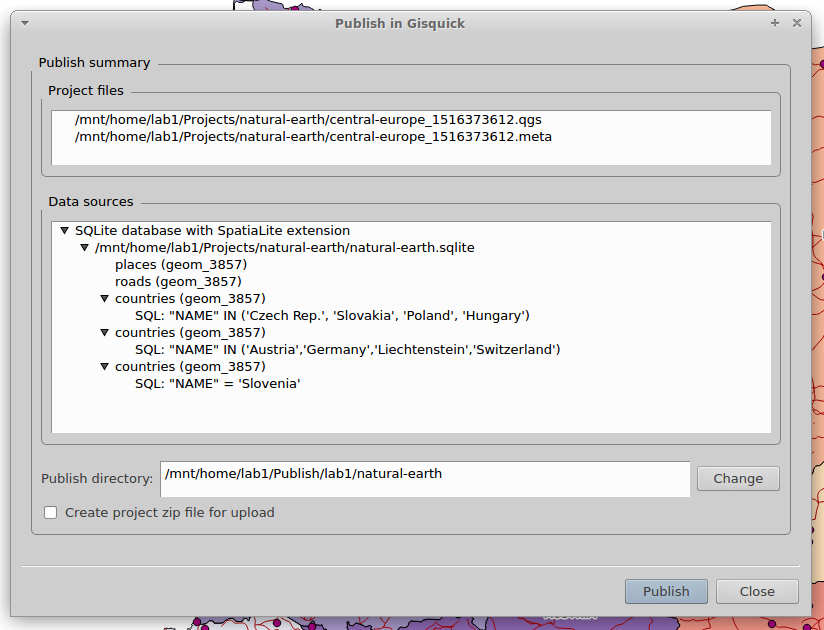 Publish in Gisquick
Publish summary
Project files
/mnt/home/lab1/Projects/natural-earth/central-europe_1516373612.qgs
/mnt/home/lab1/Projects/natural-earth/central-europe_1516373612.meta
Data sources
SQLite database with SpatiaLite extension
/mnt/home/lab1/Projects/natural-earth/natural-earth.sqlite
places (geom_3857)
roads (geom_3857)
countries (geom_3857)
SQL: "NAME" IN ('Czech Rep.', 'Slovakia', 'Poland', 'Hungary')
countries (geom_3857)
SQL: "NAME" IN ('Austria','Germany','Liechtenstein','Switzerland')
countries (geom_3857)
SQL: "NAME" = 'Slovenia'
Publish directory: /mnt/home/lab1/Publish/lab1/natural-earth Change
Create project zip file for upload
Publish Close